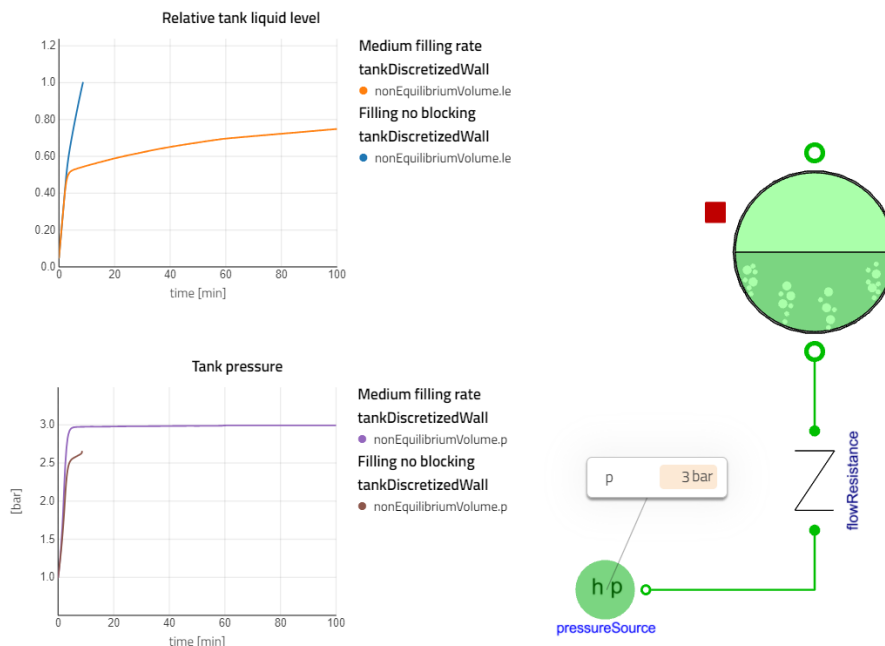 Relative tank liquid level
1.2
1.0
0.80
0.60
0.40
0.20
0.0
0 20 40 60 80 100
time [min]
Medium filling rate
tankDiscretizedWall
nonEquilibriumVolume.le
Filling no blocking
tankDiscretizedWall
nonEquilibriumVolume.le
Tank pressure
[bar]
3.0
2.5
2.0
1.5
1.0
0 20 40 60 80 100
time [min]
Medium filling rate
tankDiscretizedWall
nonEquilibriumVolume.p
Filling no blocking
tankDiscretizedWall
nonEquilibriumVolume.p
p 3 bar
flowResistance
h p
pressureSource